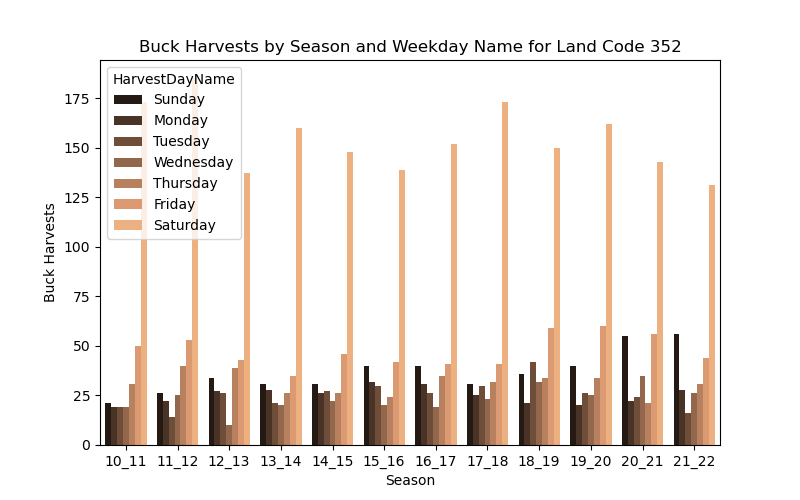 Buck Harvests by Season and Weekday Name for Land Code 352
HarvestDayName
Sunday
Monday
Tuesday
Wednesday
Thursday
Friday
Saturday
175
150
125
100
75
50
25
0
Buck Harvests
10_11 11_12 12_13 13_14 14_15 15_16 16_17 17_18 18_19 19_20 20_21 21_22
Season